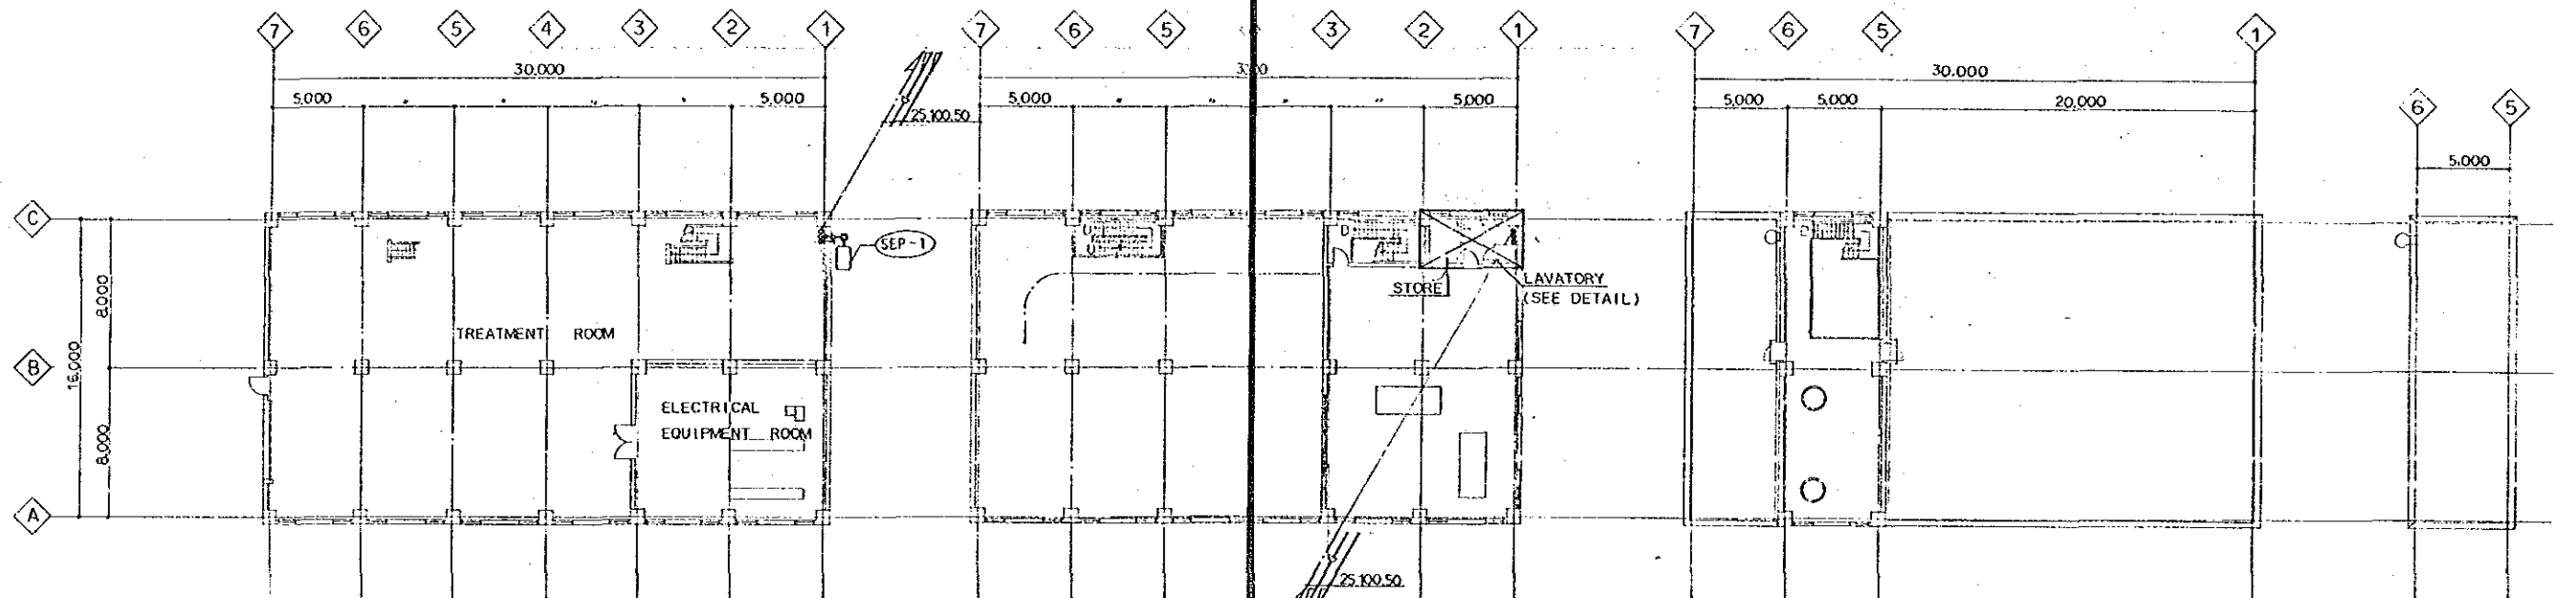 7 6 5 4 3 2 1 7 6 5 3 2 1 7 6 5 1
30.000 30.000
5,000 " " " " 5,000 5,000 " " " " 5,000 5,000 5,000 20,000 6 5
25,100.50
5,000
C
SEP-1
D
U
U
D
STORE
LAVATORY
(SEE DETAIL)
8,000
TREATMENT ROOM
16,000
B
ELECTRICAL
EQUIPMENT ROOM
8,000
A
25,100.50